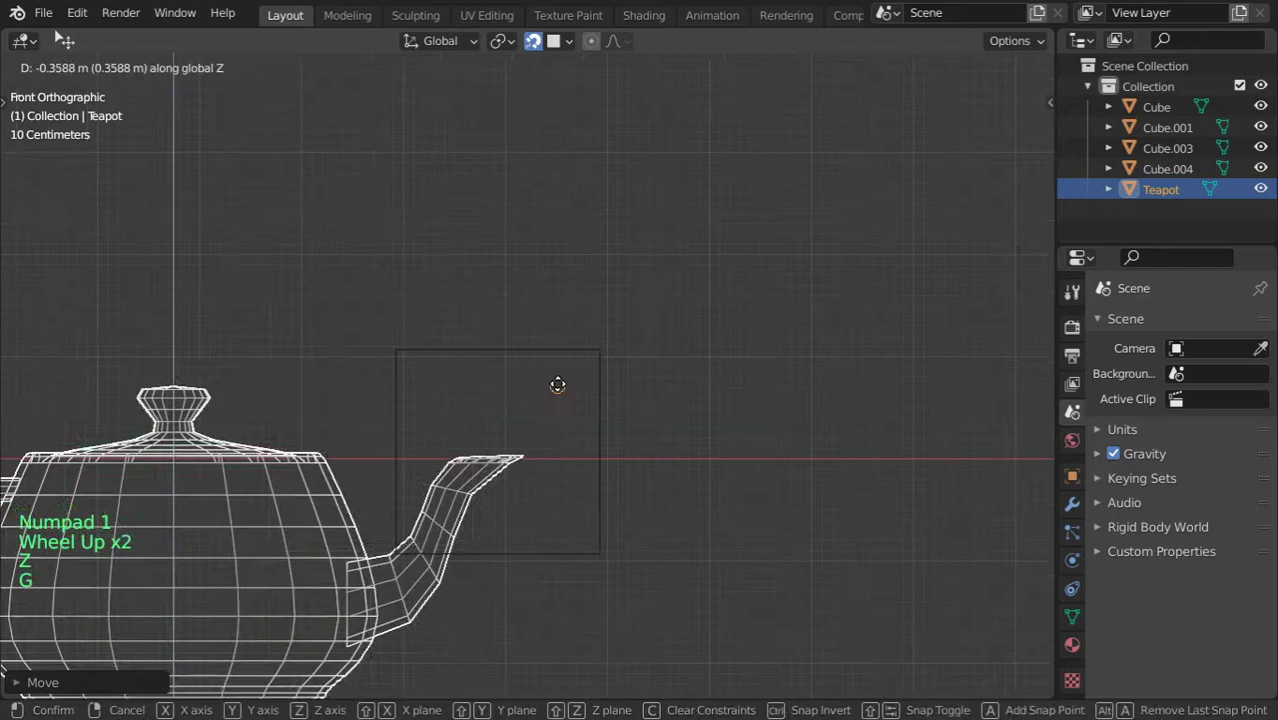 File Edit Render Window Help Layout Modeling Sculpting UV Editing Texture Paint Shading Animation Rendering Comp Scene View Layer
Global Options
D: -0.3588 m (0.3588 m) along global Z
Front Orthographic
(1) Collection | Teapot
10 Centimeters
Scene Collection
Collection
Cube
Cube.001
Cube.003
Cube.004
Teapot
Scene
Scene
Camera
Backgroun...
Active Clip
Units
Gravity
Keying Sets
Audio
Rigid Body World
Custom Properties
Numpad 1
Wheel Up x2
Z
G
Move
Confirm Cancel X X axis Y Y axis Z Z axis X X plane Y Y plane Z Z plane C Clear Constraints Ctrl Snap Invert Snap Toggle A Add Snap Point Alt A Remove Last Snap Point